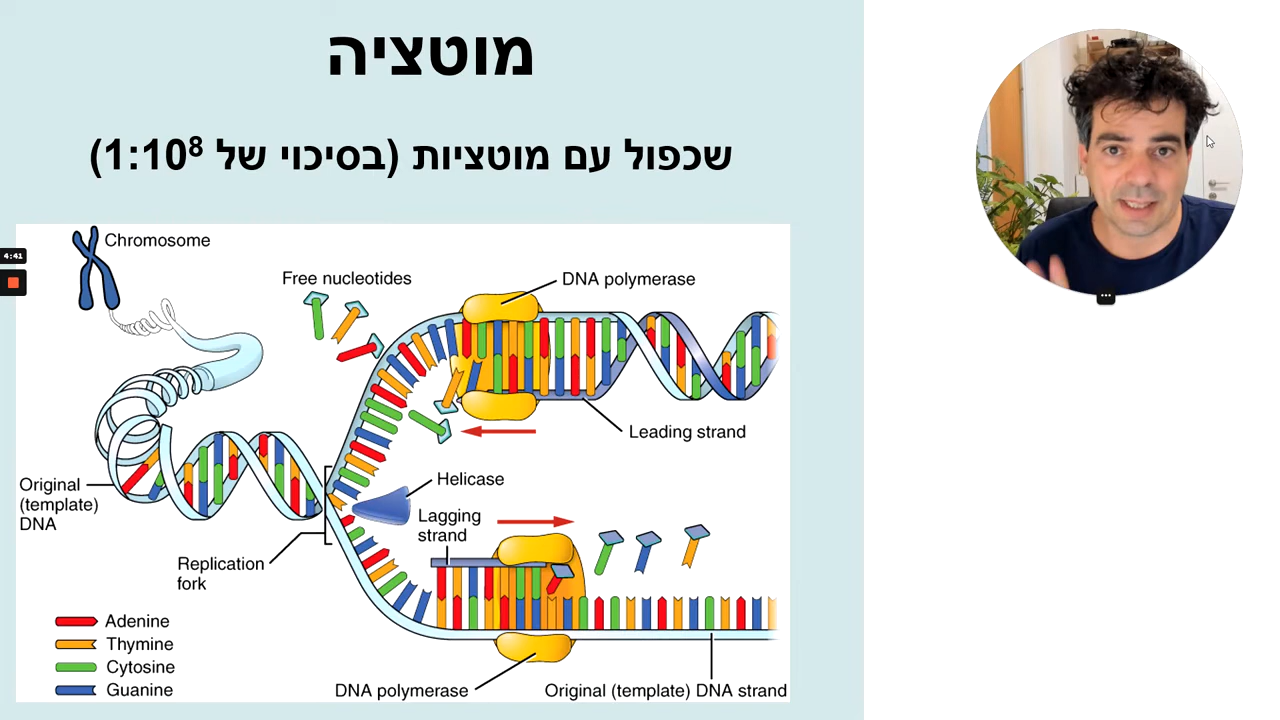 מוטציה
שכפול עם מוטציות (בסיכוי של 1:10⁸)
Chromosome
4:41
Free nucleotides
DNA polymerase
Leading strand
Original
(template)
DNA
Helicase
Lagging
strand
Replication
fork
Adenine
Thymine
Cytosine
Guanine
DNA polymerase
Original (template) DNA strand